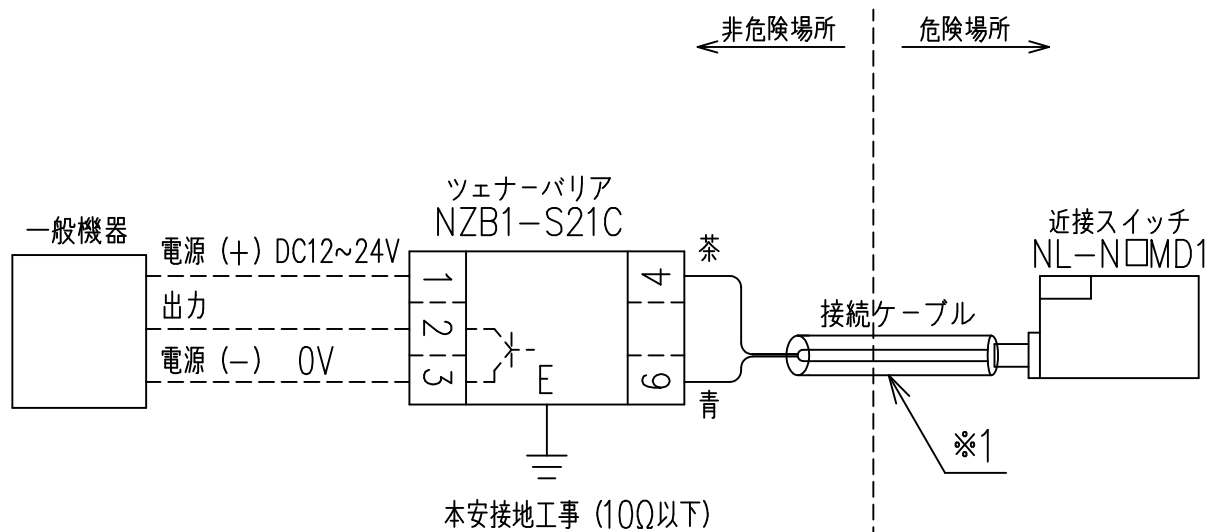 非危険場所
危険場所
ツェナーバリア
NZB1-S21C
一般機器
電源 (+) DC12~24V
出力
電源 (-) 0V
1
2
3
E
4
6
茶
青
接続ケーブル
近接スイッチ
NL-N□MD1
※1
本安接地工事 (10Ω以下)